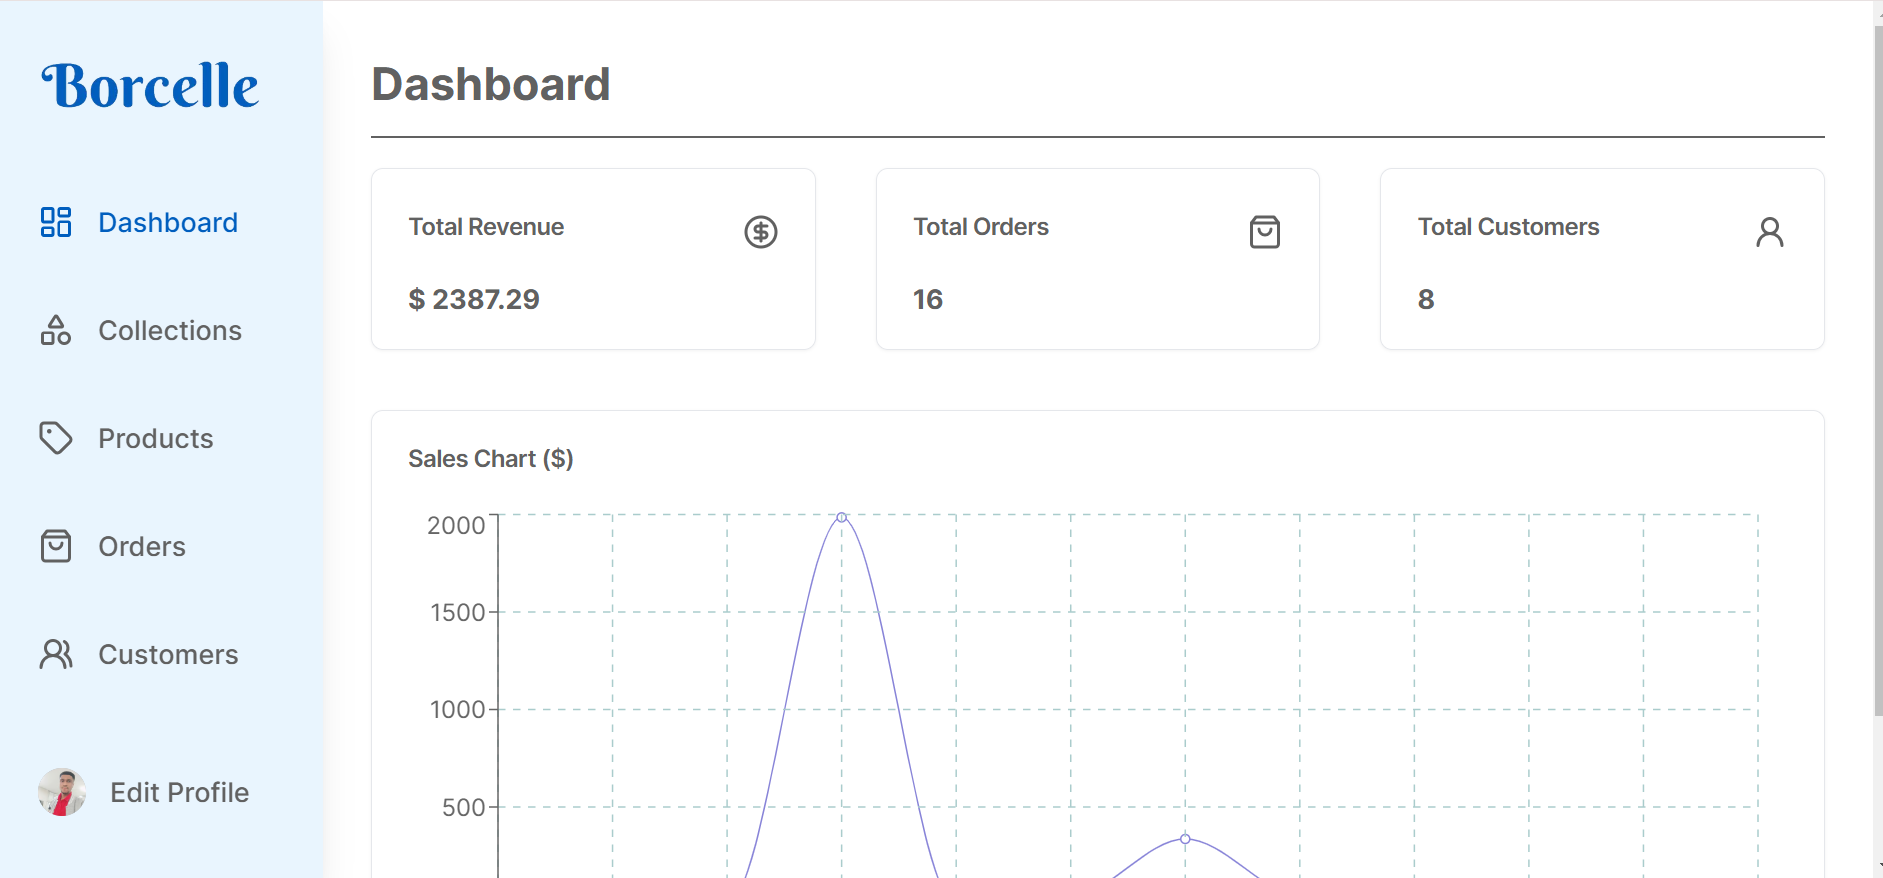 Borcelle
Dashboard
Collections
Products
Orders
Customers
Edit Profile
Dashboard
Total Revenue
$ 2387.29
Total Orders
16
Total Customers
8
Sales Chart ($)
2000
1500
1000
500